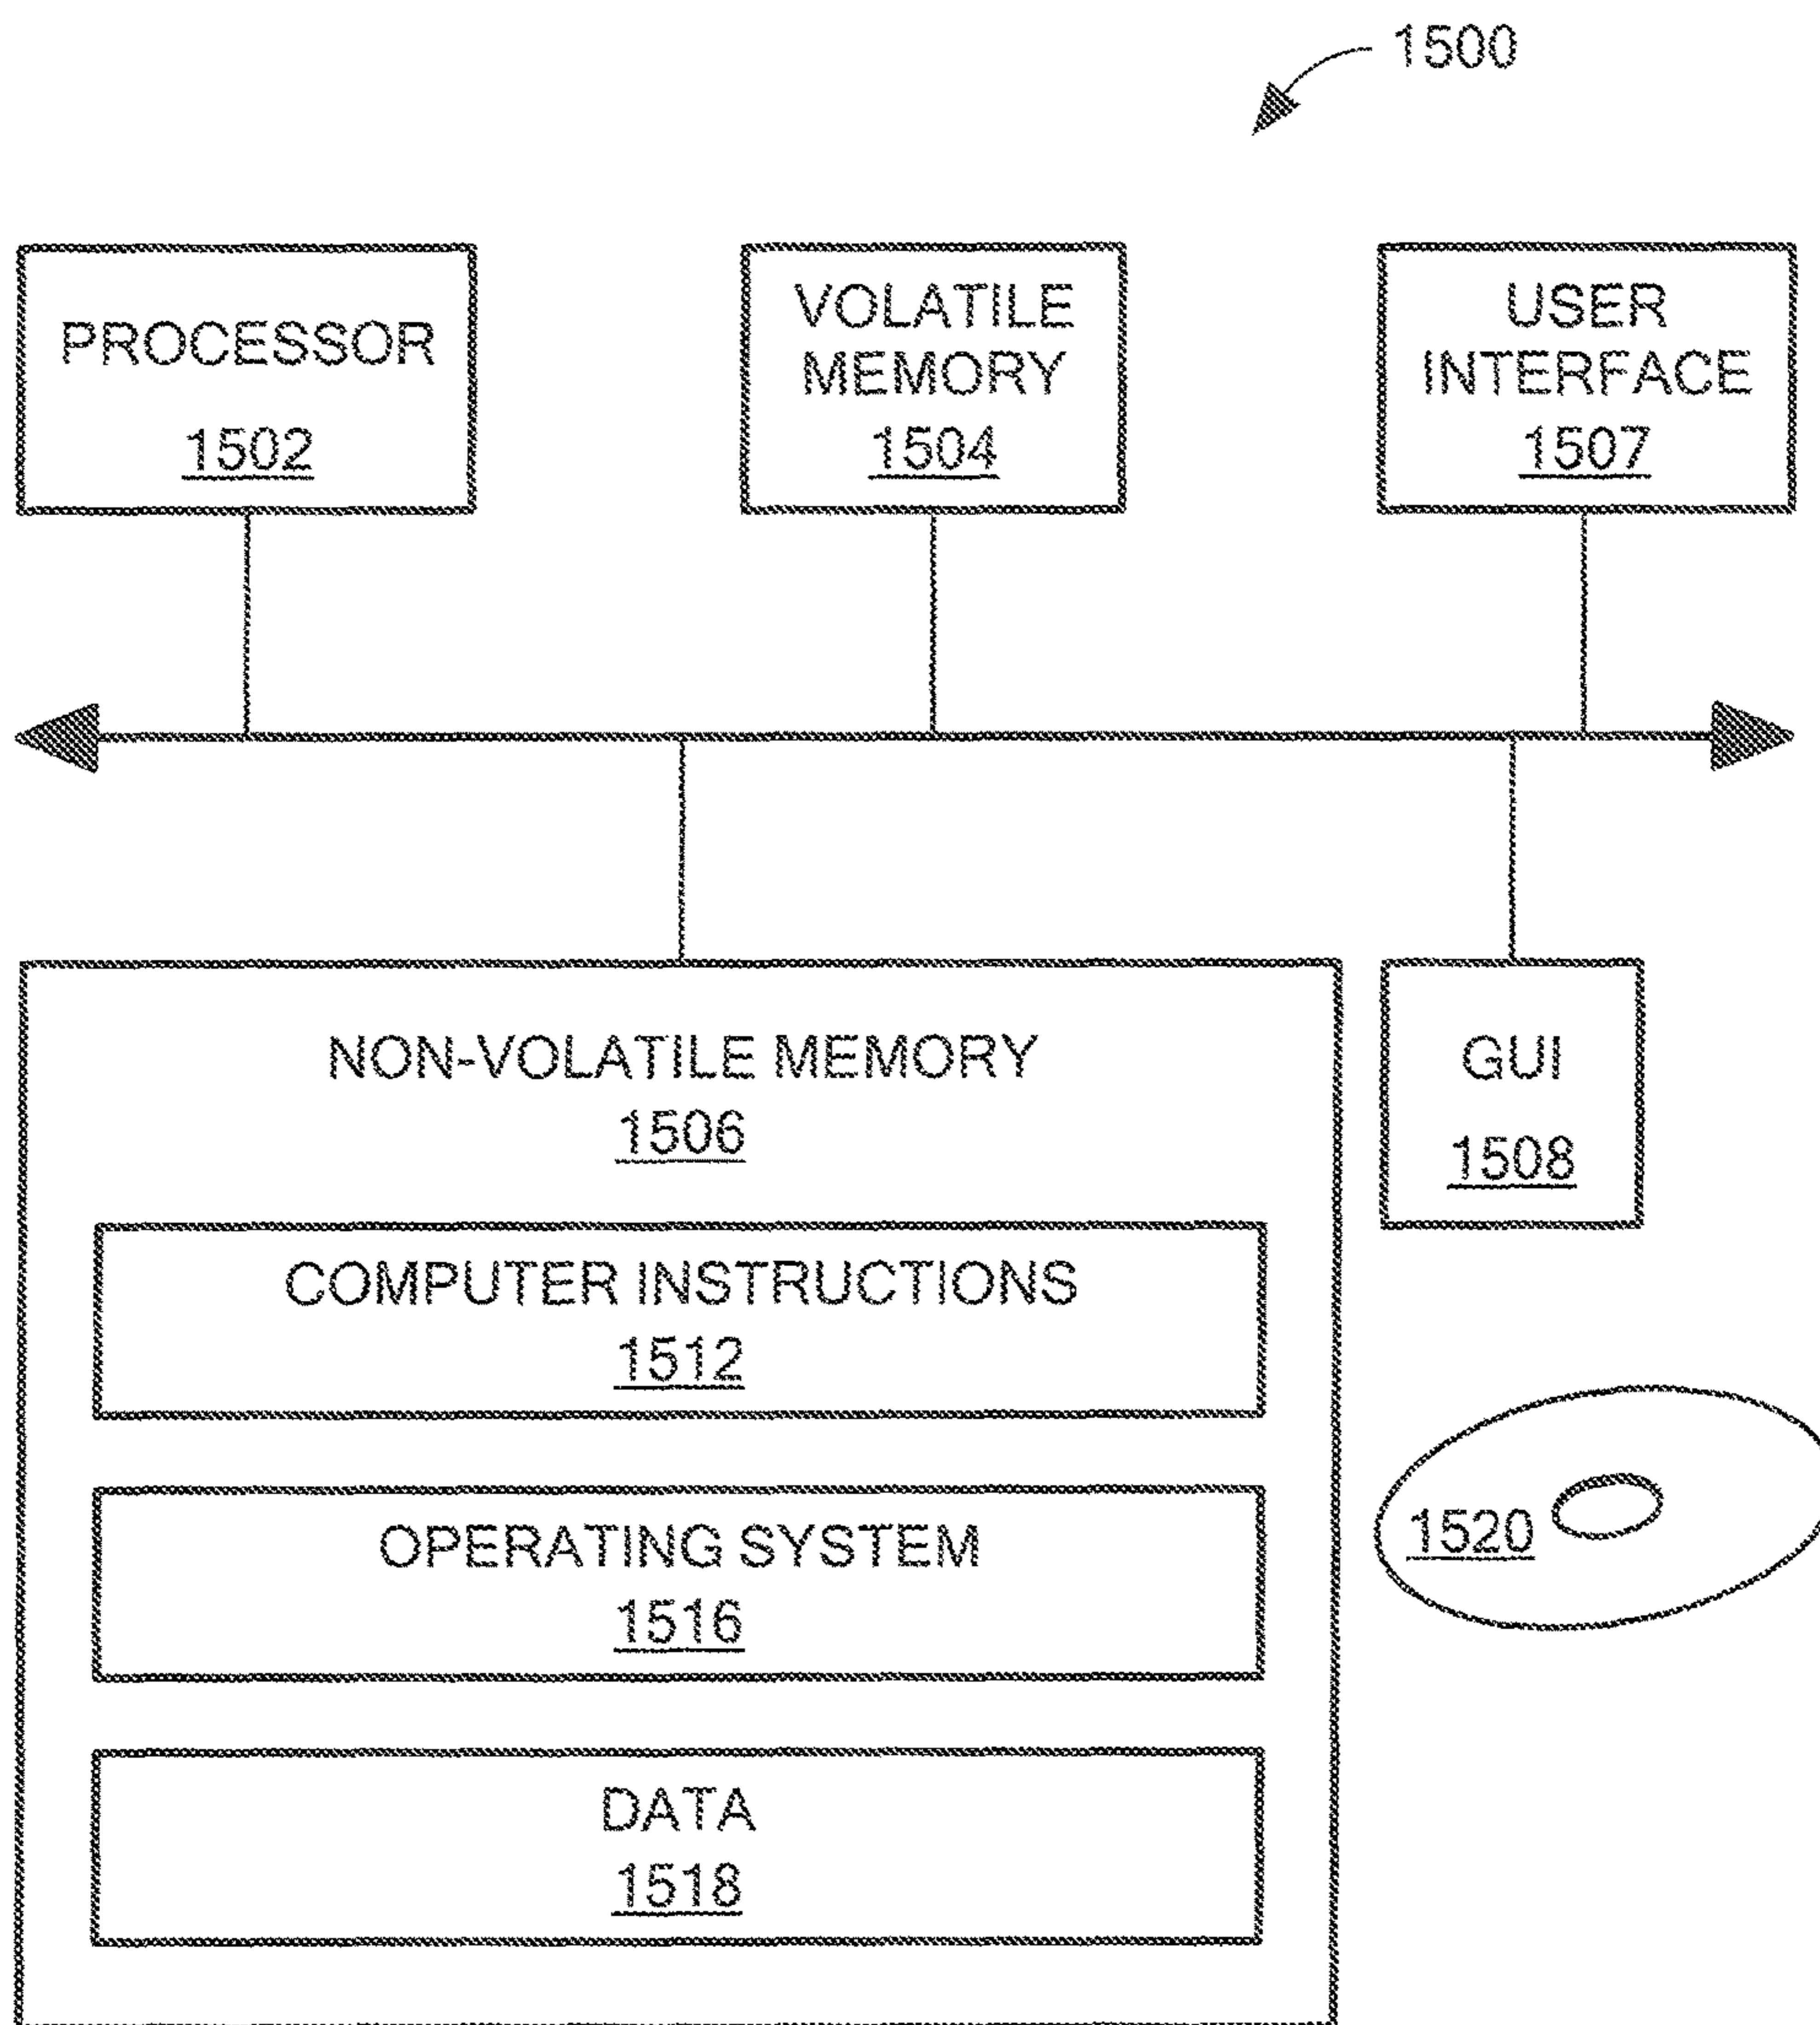 1500
PROCESSOR
1502
VOLATILE
MEMORY
1504
USER
INTERFACE
1507
NON-VOLATILE MEMORY
1506
GUI
1508
COMPUTER INSTRUCTIONS
1512
OPERATING SYSTEM
1516
1520
DATA
1518